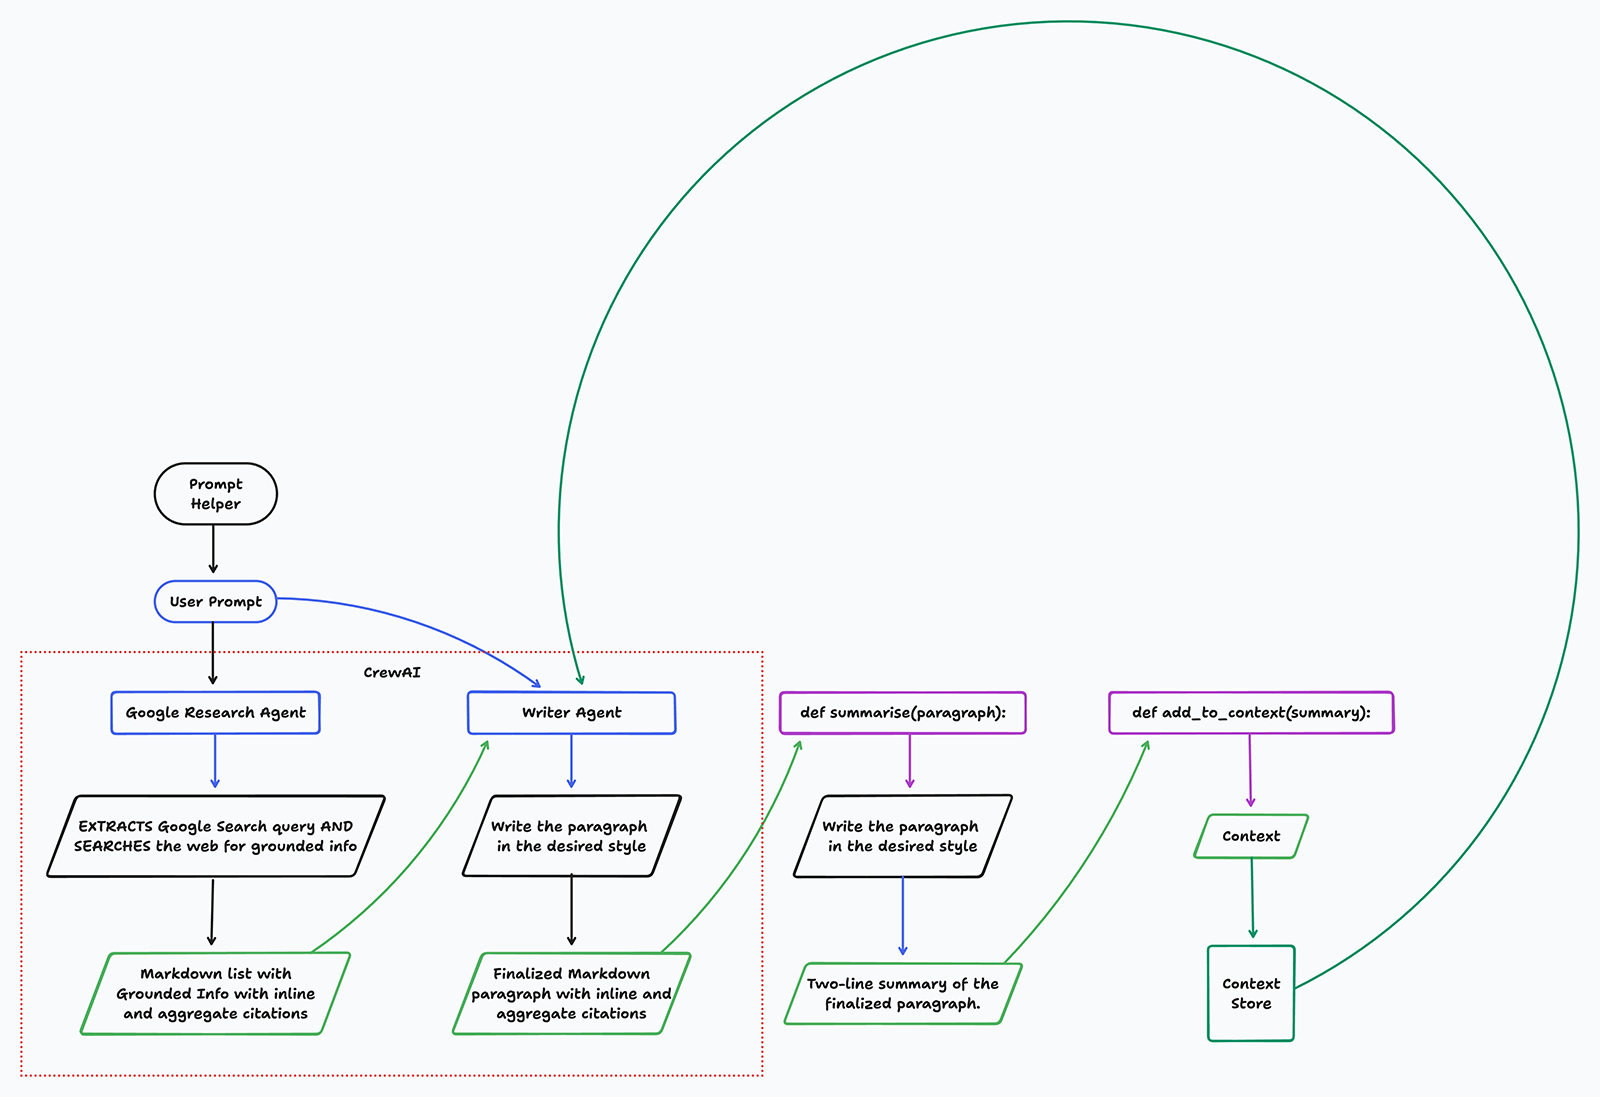 Prompt
Helper
User Prompt
CrewAI
Google Research Agent
EXTRACTS Google Search query AND
SEARCHES the web for grounded info
Markdown list with
Grounded Info with inline
and aggregate citations
Writer Agent
Write the paragraph
in the desired style
Finalized Markdown
paragraph with inline and
aggregate citations
def summarise(paragraph):
Write the paragraph
in the desired style
Two-line summary of the
finalized paragraph.
def add_to_context(summary):
Context
Context
Store